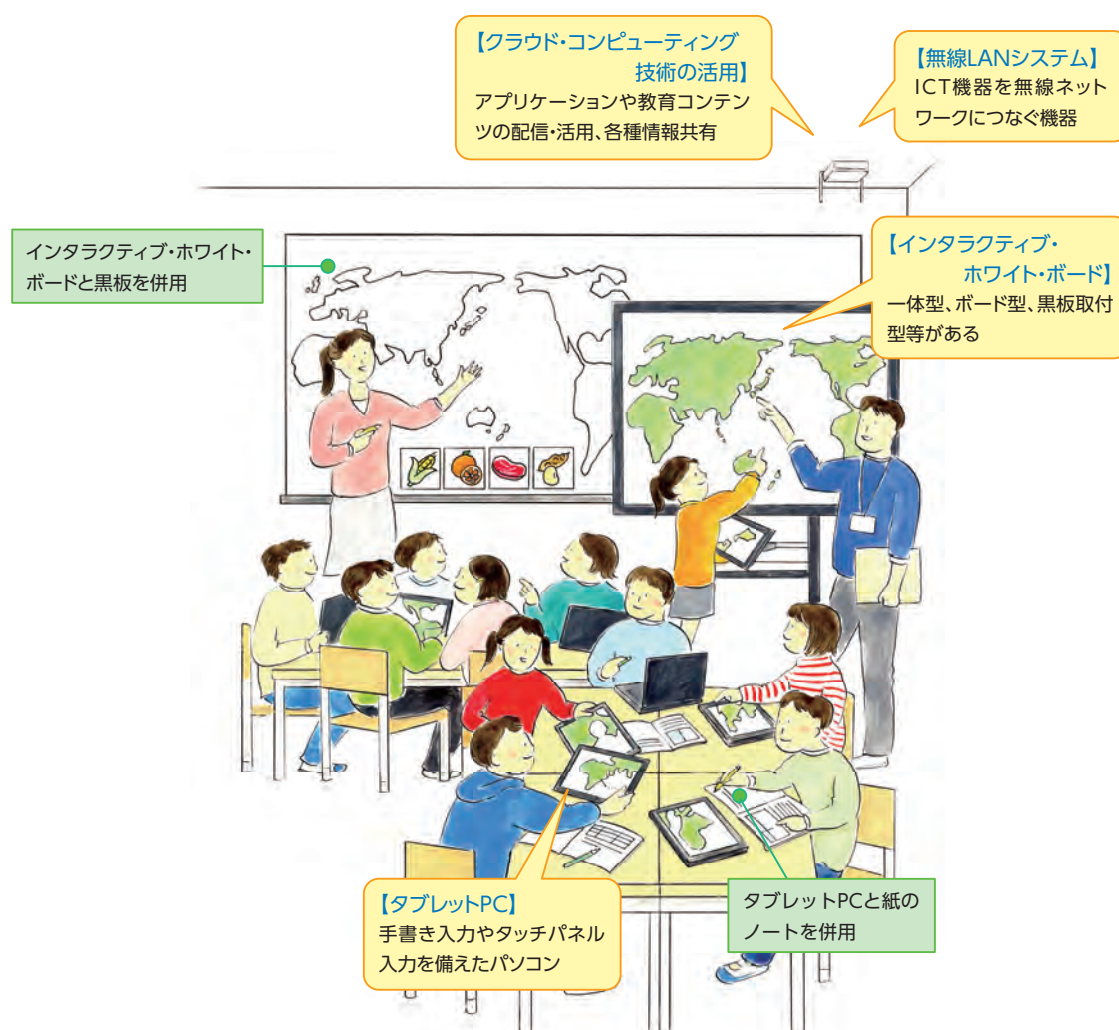 【クラウド・コンピューティング
技術の活用】
アプリケーションや教育コンテン
ツの配信・活用、各種情報共有
【無線LANシステム】
ICT機器を無線ネット
ワークにつなぐ機器
インタラクティブ・ホワイト・
ボードと黒板を併用
【インタラクティブ・
ホワイト・ボード】
一体型、ボード型、黒板取付
型等がある
【タブレットPC】
手書き入力やタッチパネル
入力を備えたパソコン
タブレットPCと紙の
ノートを併用